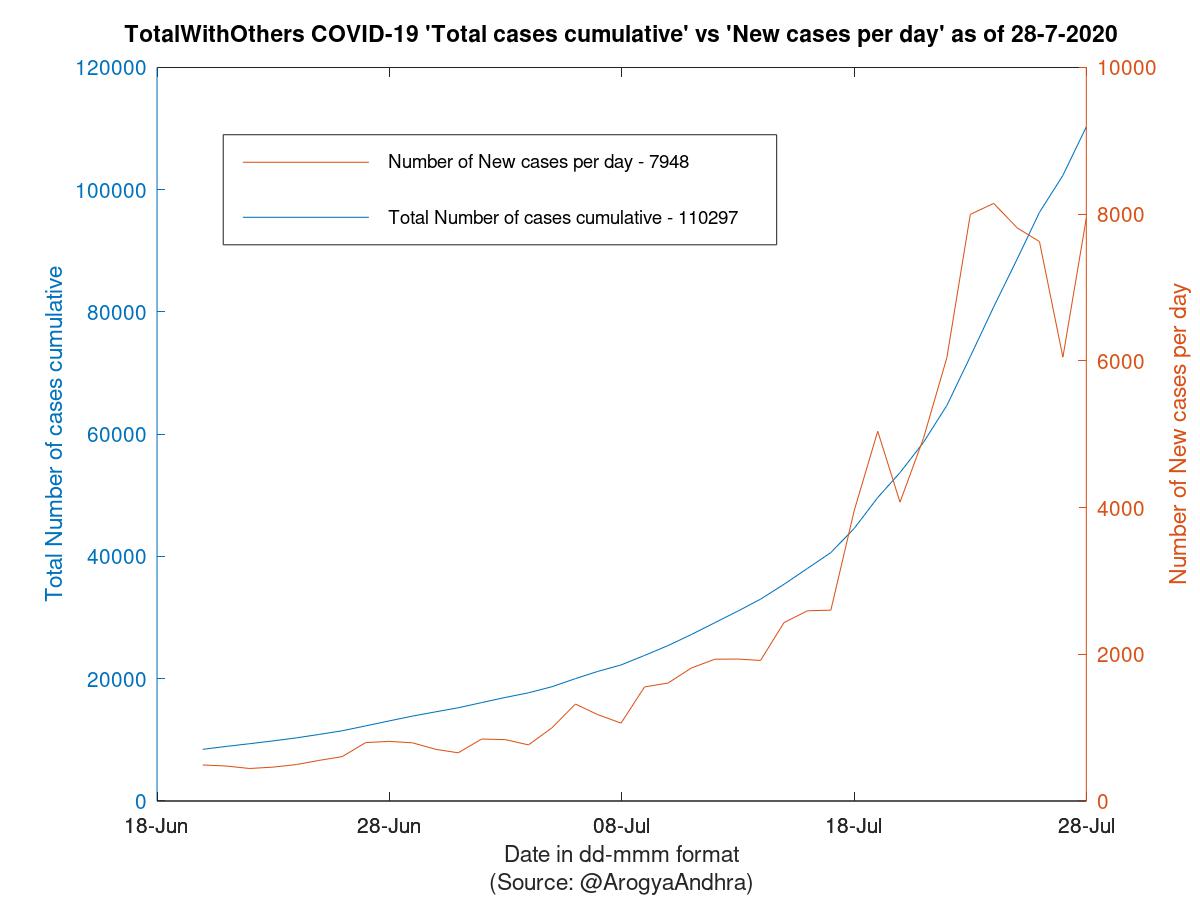 TotalWithOthers COVID-19 'Total cases cumulative' vs 'New cases per day' as of 28-7-2020
120000
100000
80000
60000
40000
20000
0
Total Number of cases cumulative
Number of New cases per day - 7948
Total Number of cases cumulative - 110297
10000
8000
6000
4000
2000
0
Number of New cases per day
18-Jun
28-Jun
08-Jul
18-Jul
28-Jul
Date in dd-mmm format
(Source: @ArogyaAndhra)